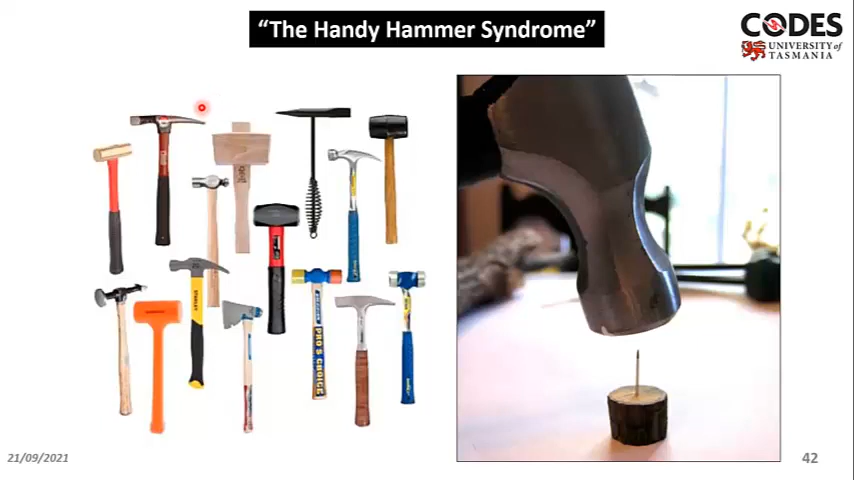 “The Handy Hammer Syndrome”
CODES
UNIVERSITY of
TASMANIA
PRO'S CHOICE
21/09/2021
42